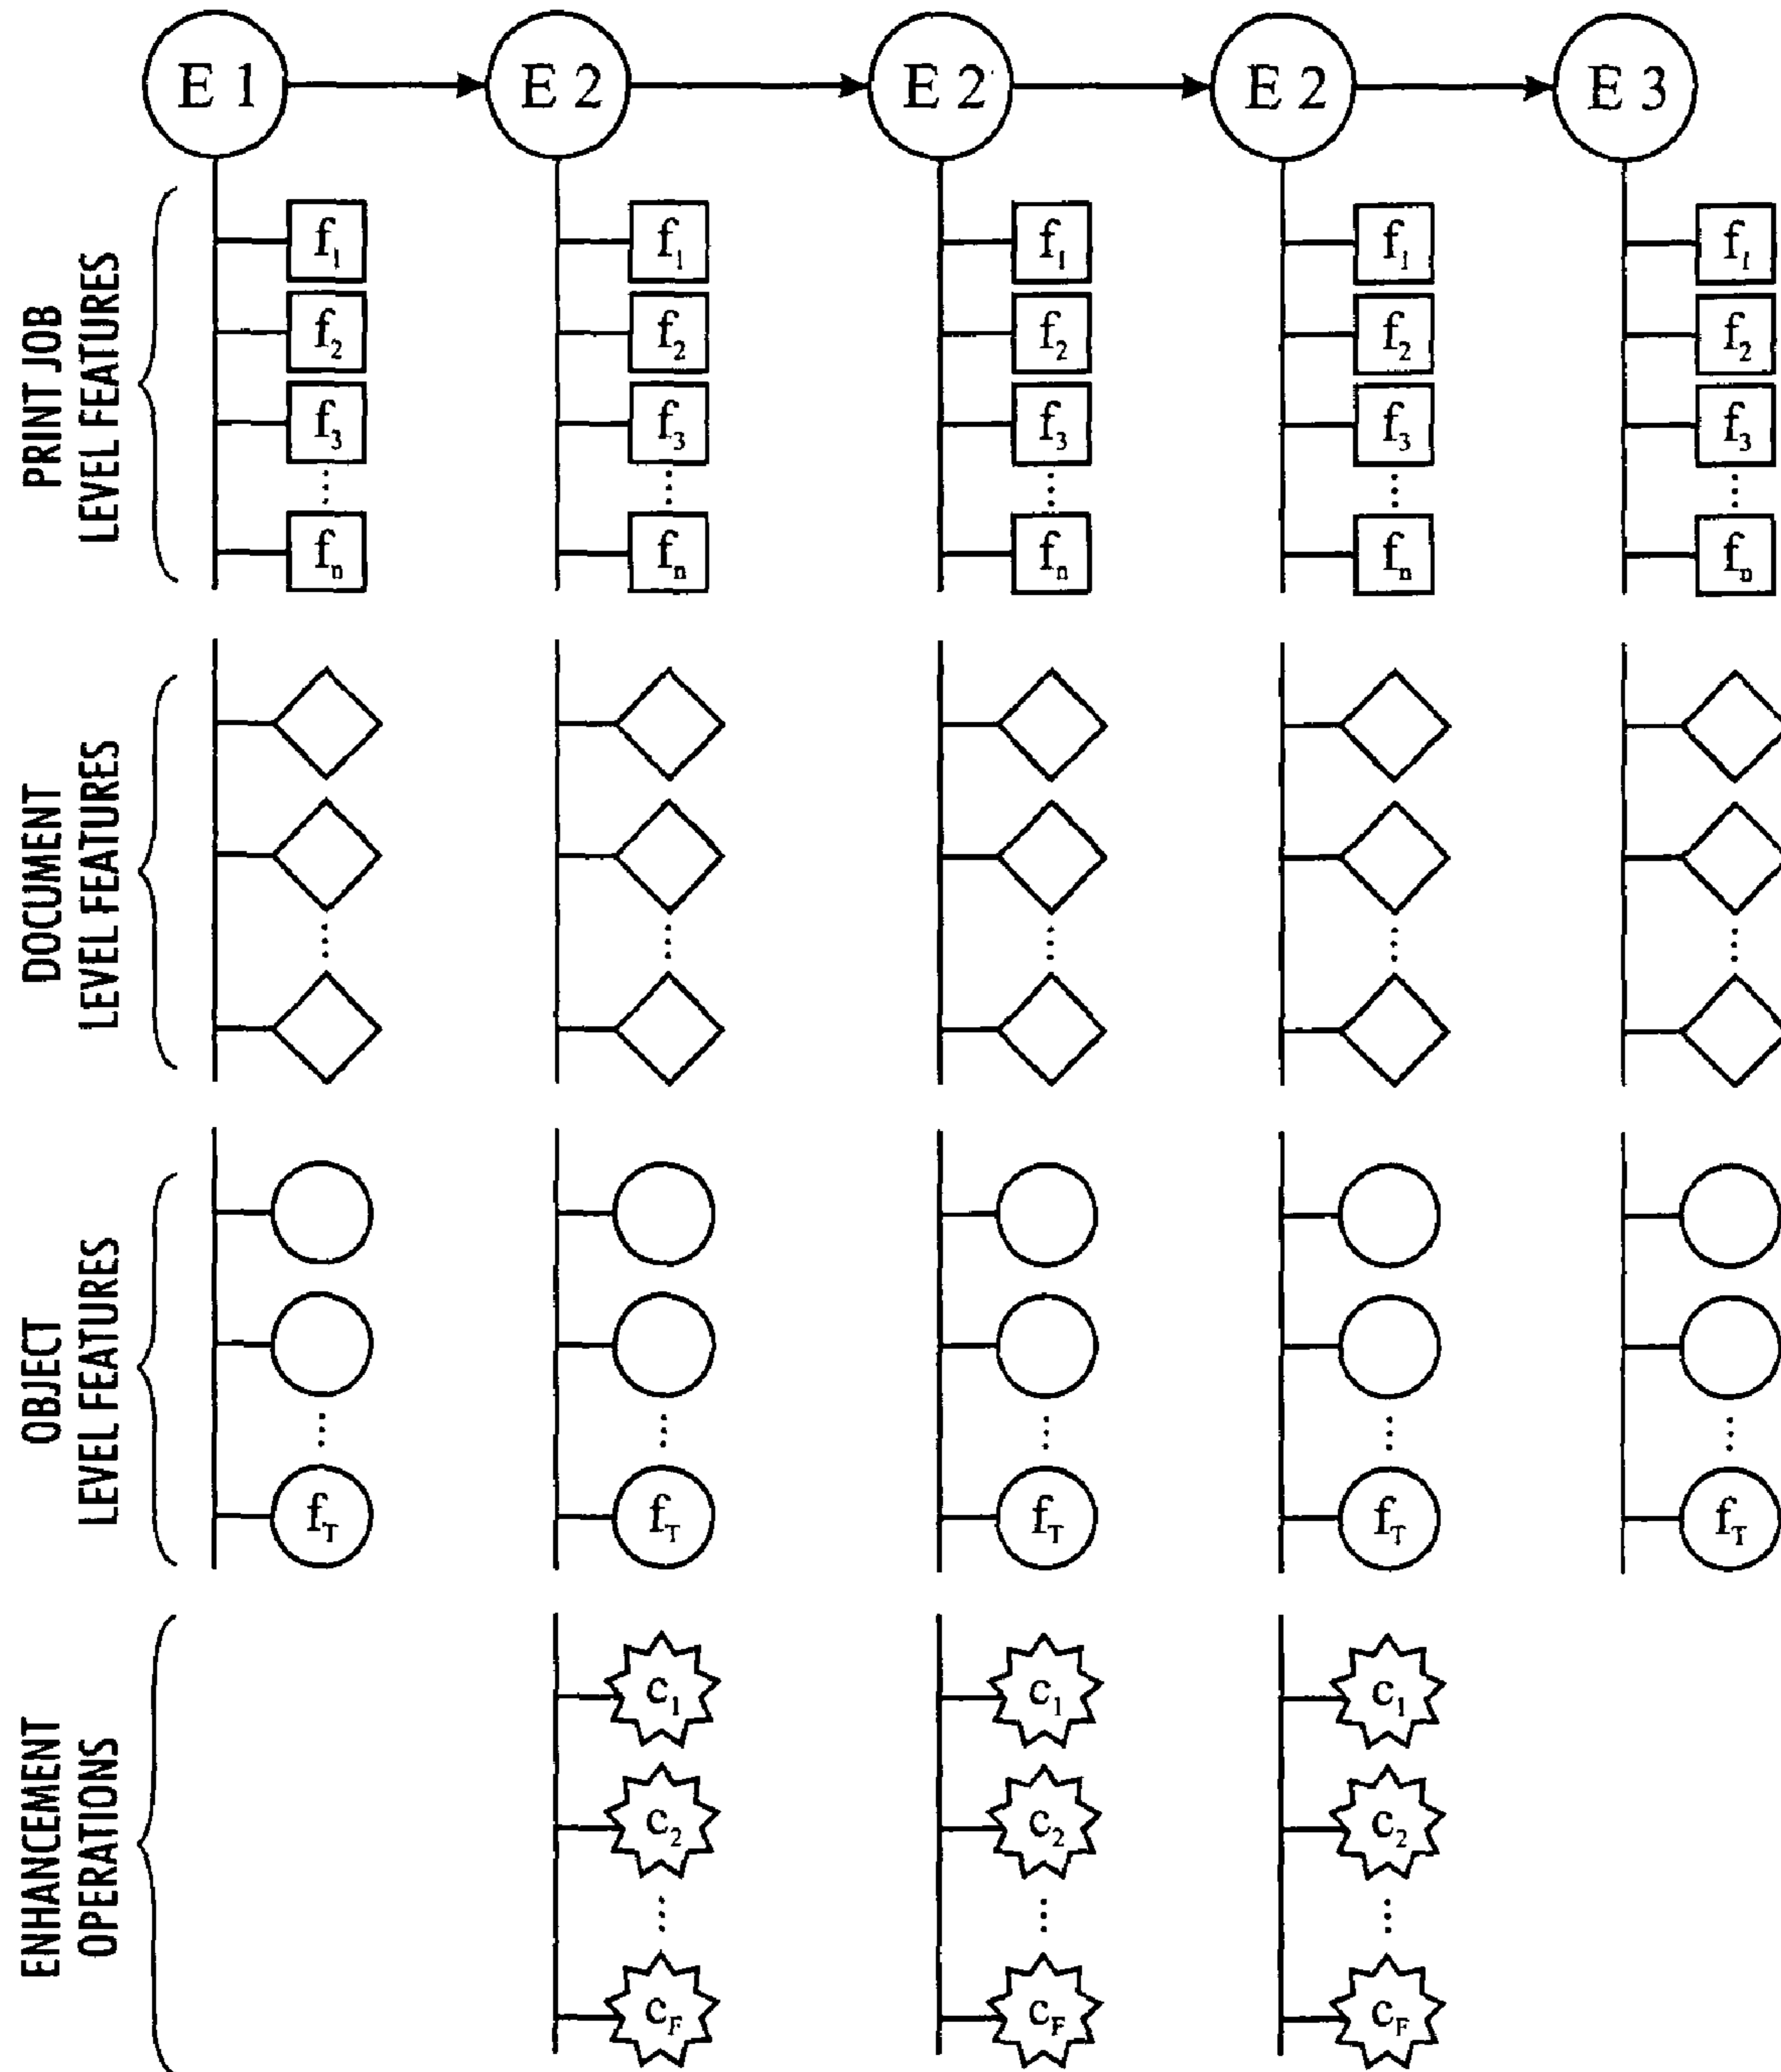 E 1 E 2 E 2 E 2 E 3
PRINT JOB
LEVEL FEATURES
f1 f1 f1 f1 f1
f2 f2 f2 f2 f2
f3 f3 f3 f3 f3
fn fn fn fn fn
DOCUMENT
LEVEL FEATURES
OBJECT
LEVEL FEATURES
fT fT fT fT fT
ENHANCEMENT
OPERATIONS
c1 c1 c1
c2 c2 c2
cF cF cF